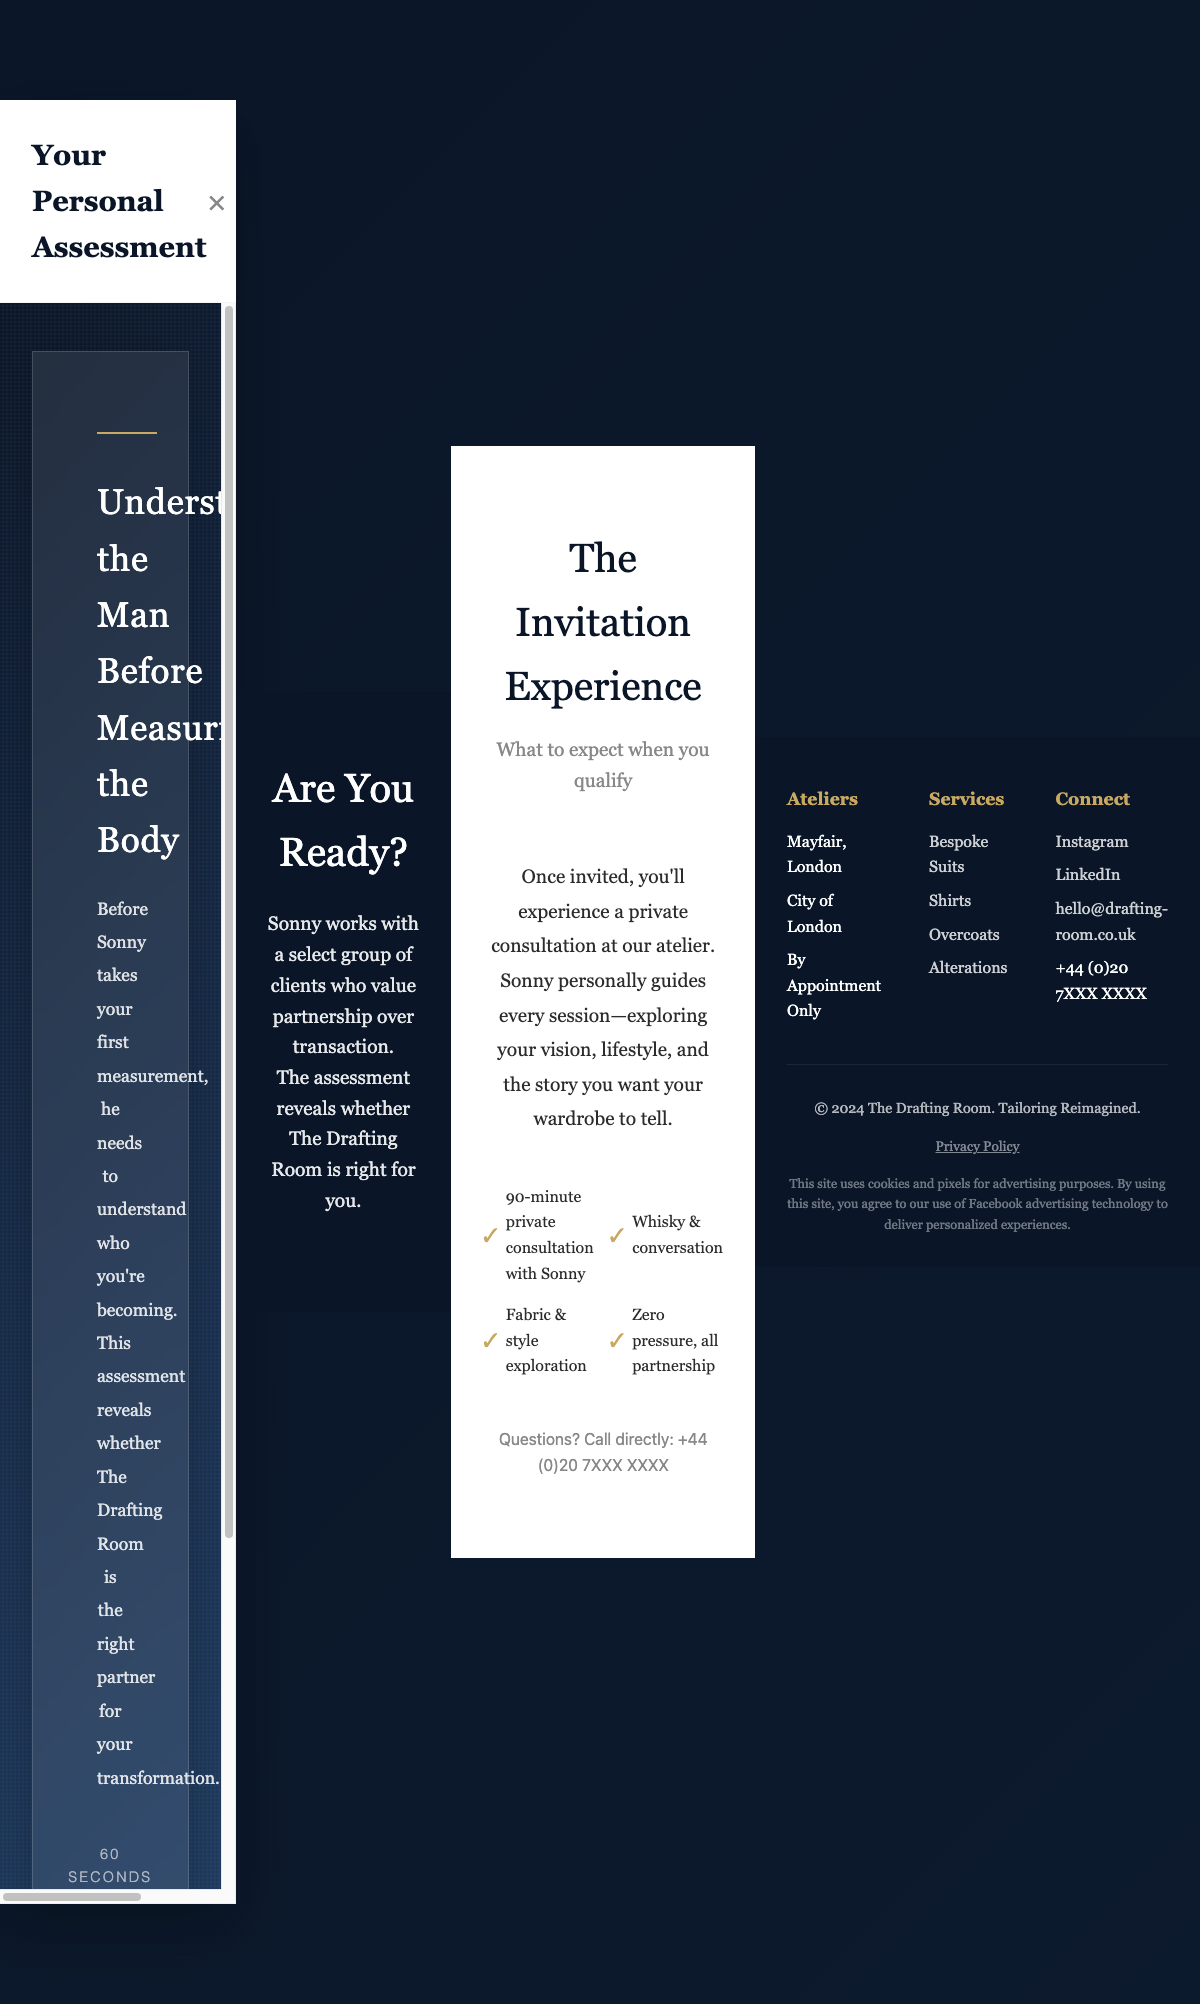 Your
Personal
Assessment
×
Underst
the
Man
Before
Measur
the
Body
Before
Sonny
takes
your
first
measurement,
he
needs
to
understand
who
you're
becoming.
This
assessment
reveals
whether
The
Drafting
Room
is
the
right
partner
for
your
transformation.
60
SECONDS
Are You
Ready?
Sonny works with
a select group of
clients who value
partnership over
transaction.
The assessment
reveals whether
The Drafting
Room is right for
you.
The
Invitation
Experience
What to expect when you
qualify
Once invited, you'll
experience a private
consultation at our atelier.
Sonny personally guides
every session—exploring
your vision, lifestyle, and
the story you want your
wardrobe to tell.
✓ 90-minute
private
consultation
with Sonny
✓ Whisky &
conversation
✓ Fabric &
style
exploration
✓ Zero
pressure, all
partnership
Questions? Call directly: +44
(0)20 7XXX XXXX
Ateliers
Mayfair,
London
City of
London
By
Appointment
Only
Services
Bespoke
Suits
Shirts
Overcoats
Alterations
Connect
Instagram
LinkedIn
hello@drafting-
room.co.uk
+44 (0)20
7XXX XXXX
© 2024 The Drafting Room. Tailoring Reimagined.
Privacy Policy
This site uses cookies and pixels for advertising purposes. By using
this site, you agree to our use of Facebook advertising technology to
deliver personalized experiences.